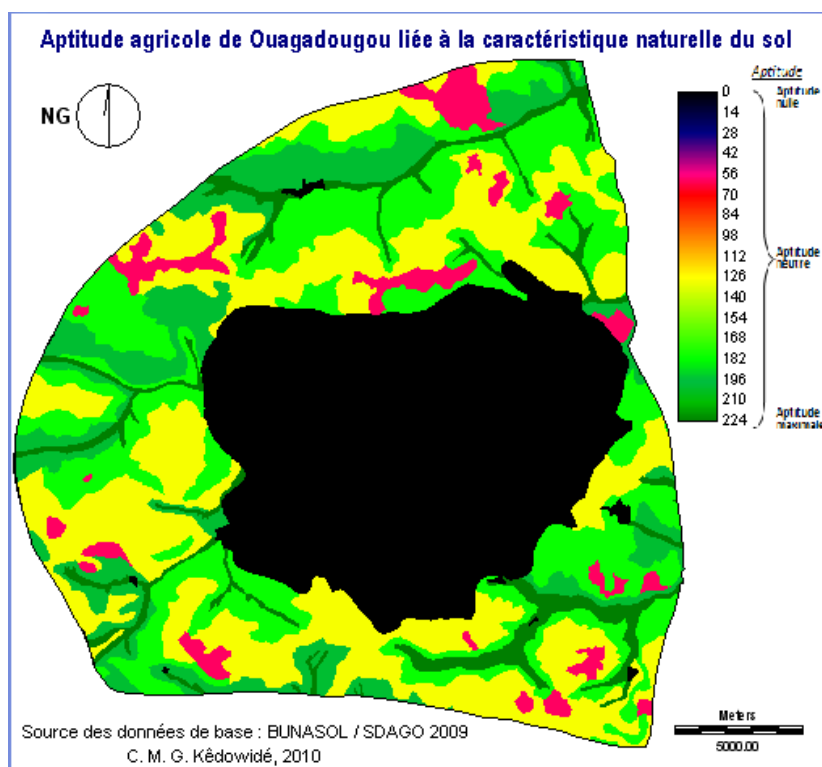 Aptitude agricole de Ouagadougou liée à la caractéristique naturelle du sol
NG
Aptitude
0
14
28
42
56
70
84
98
112
126
140
154
168
182
196
210
224
Aptitude
nulle
Aptitude
neutre
Aptitude
maximale
Meters
5000.00
Source des données de base : BUNASOL / SDAGO 2009
C. M. G. Kêdowidé, 2010